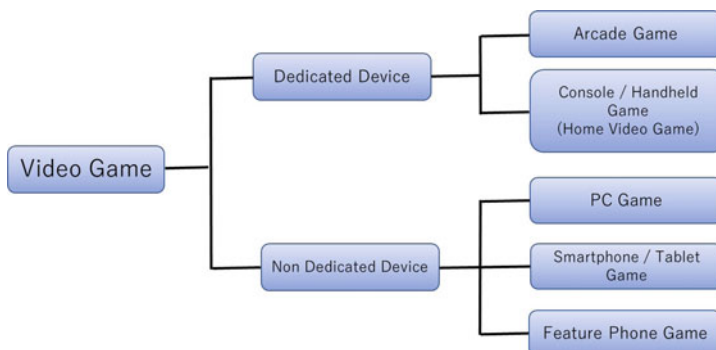 Video Game
Dedicated Device
Arcade Game
Console / Handheld
Game
(Home Video Game)
Non Dedicated Device
PC Game
Smartphone / Tablet
Game
Feature Phone Game